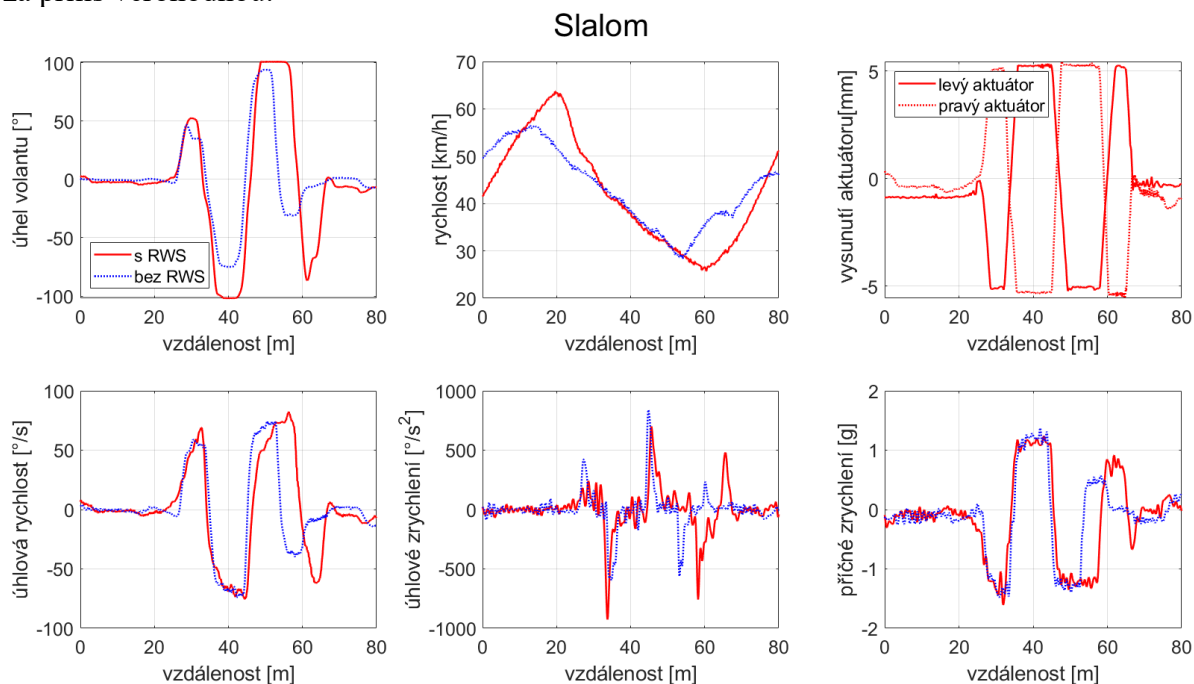 za příliš věrohodnou.
Slalom
100
50
0
-50
-100
0 20 40 60 80
úhel volantu [°]
vzdálenost [m]
s RWS
bez RWS
70
60
50
40
30
20
0 20 40 60 80
rychlost [km/h]
vzdálenost [m]
5
0
-5
0 20 40 60 80
vysunutí aktuátoru[mm]
vzdálenost [m]
levý aktuátor
pravý aktuátor
100
50
0
-50
-100
0 20 40 60 80
úhlová rychlost [°/s]
vzdálenost [m]
1000
500
0
-500
-1000
0 20 40 60 80
úhlové zrychlení [°/s²]
vzdálenost [m]
2
1
0
-1
-2
0 20 40 60 80
příčné zrychlení [g]
vzdálenost [m]